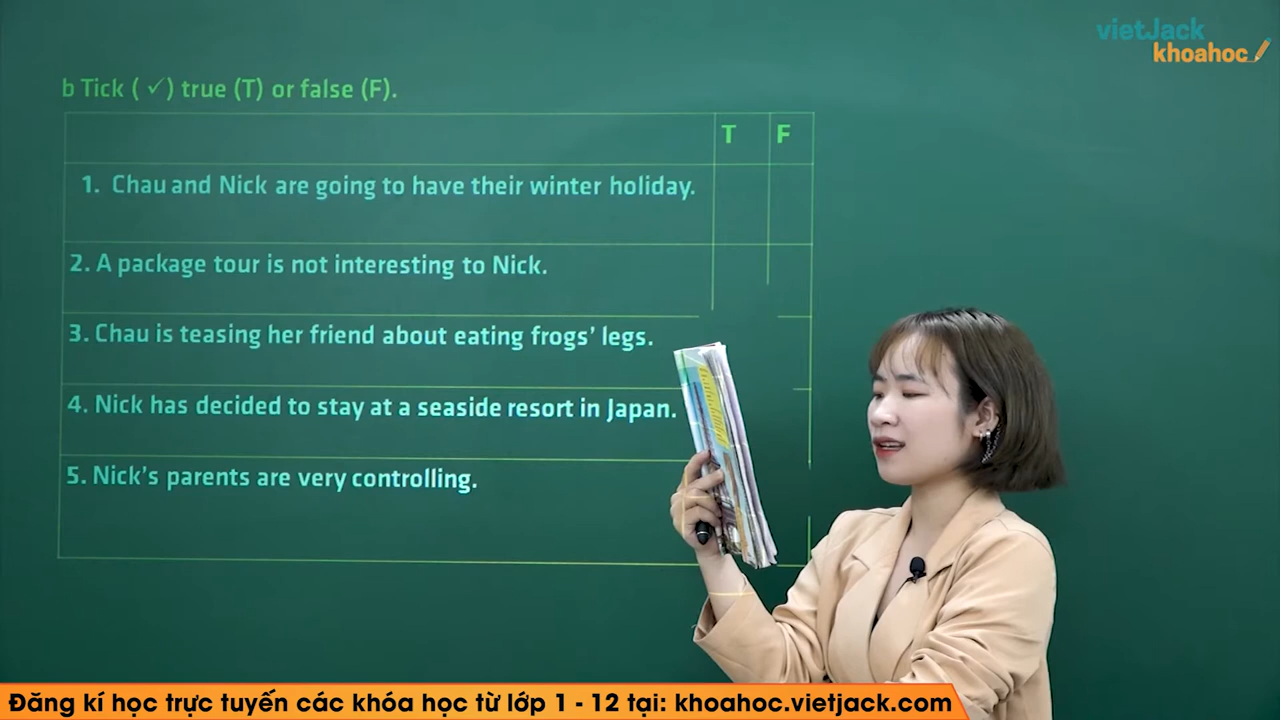 vietJack
khoahoc
b Tick ( ✓) true (T) or false (F).
T F
1. Chau and Nick are going to have their winter holiday.
2. A package tour is not interesting to Nick.
3. Chau is teasing her friend about eating frogs’ legs.
4. Nick has decided to stay at a seaside resort in Japan.
5. Nick’s parents are very controlling.
Đăng kí học trực tuyến các khóa học từ lớp 1 - 12 tại: khoahoc.vietjack.com